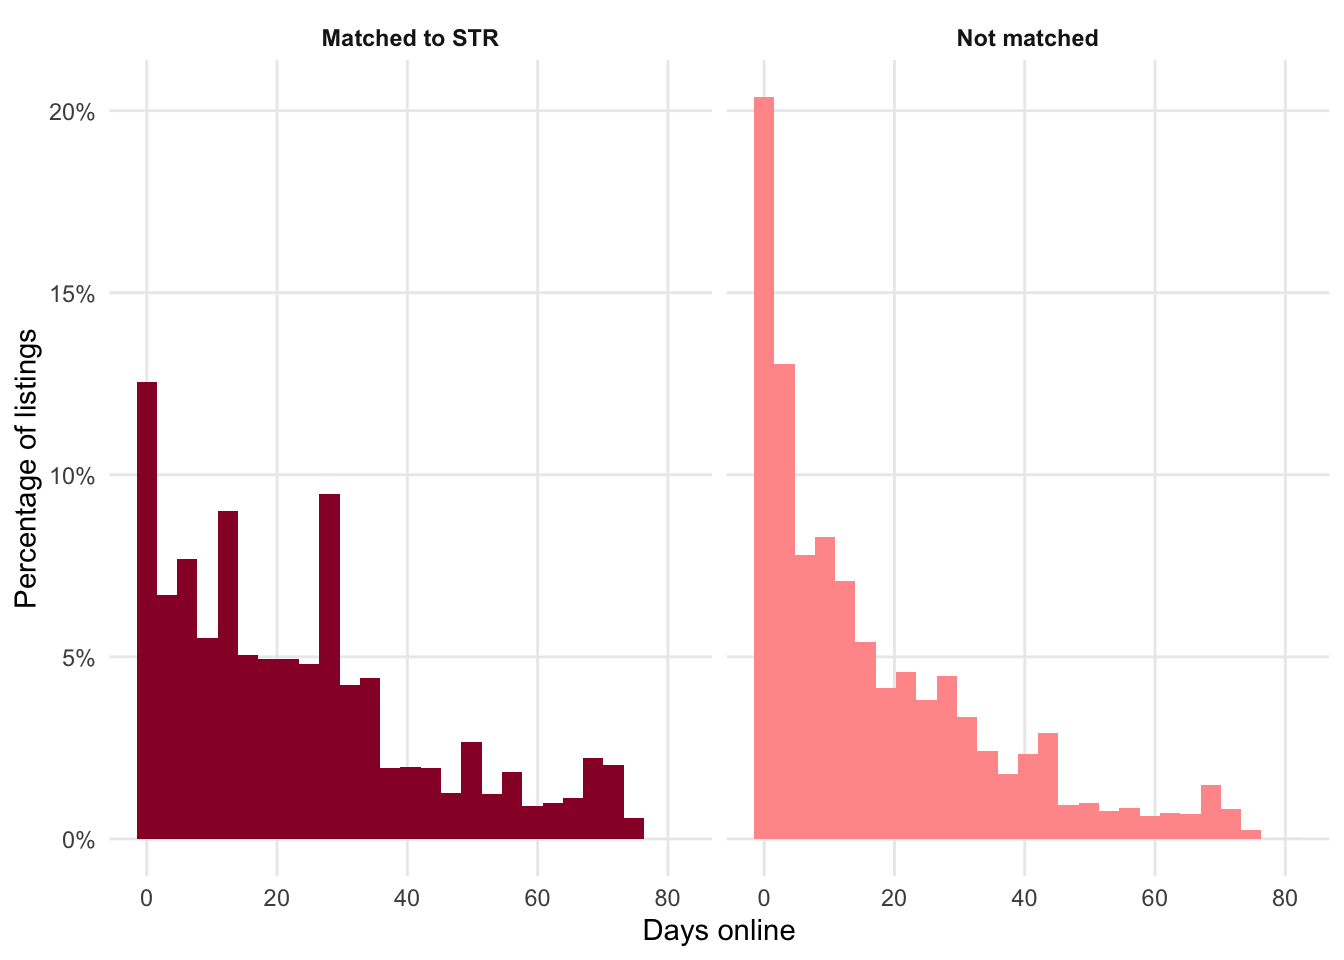 Matched to STR
Not matched
20%
15%
10%
5%
0%
Percentage of listings
0 20 40 60 80
0 20 40 60 80
Days online